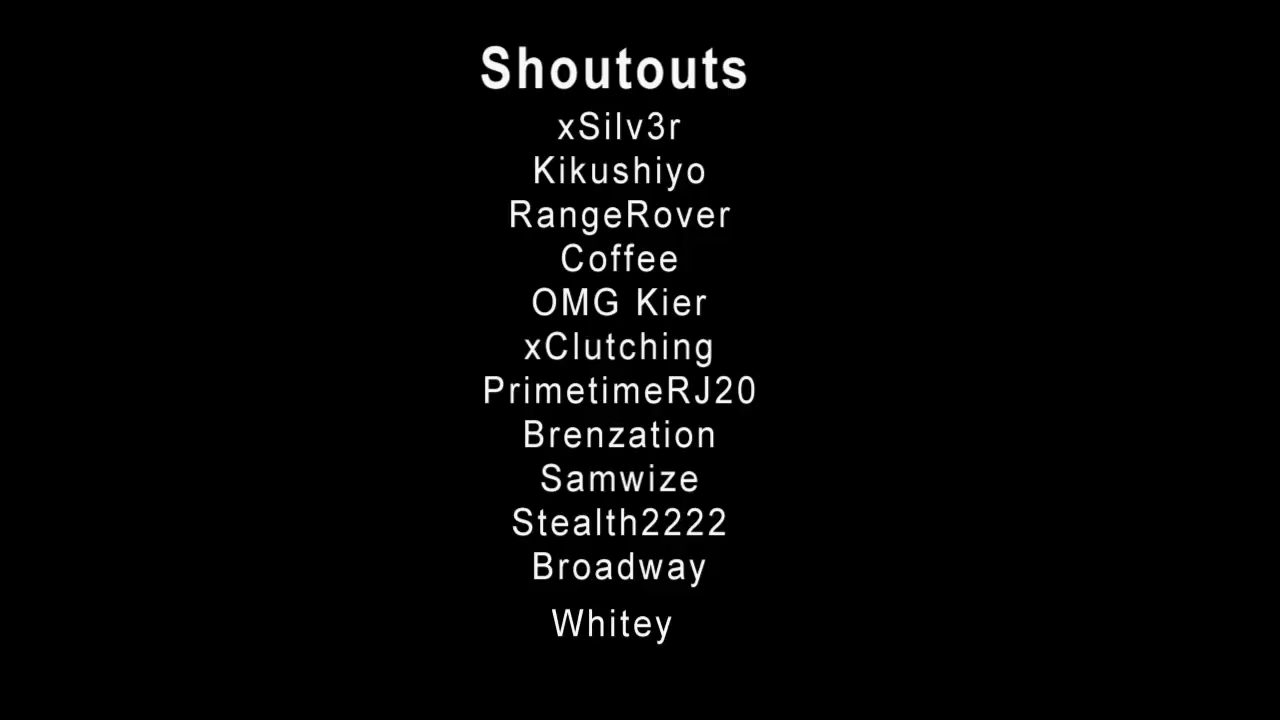 Shoutouts
xSilv3r
Kikushiyo
RangeRover
Coffee
OMG Kier
xClutching
PrimetimeRJ20
Brenzation
Samwize
Stealth2222
Broadway
Whitey